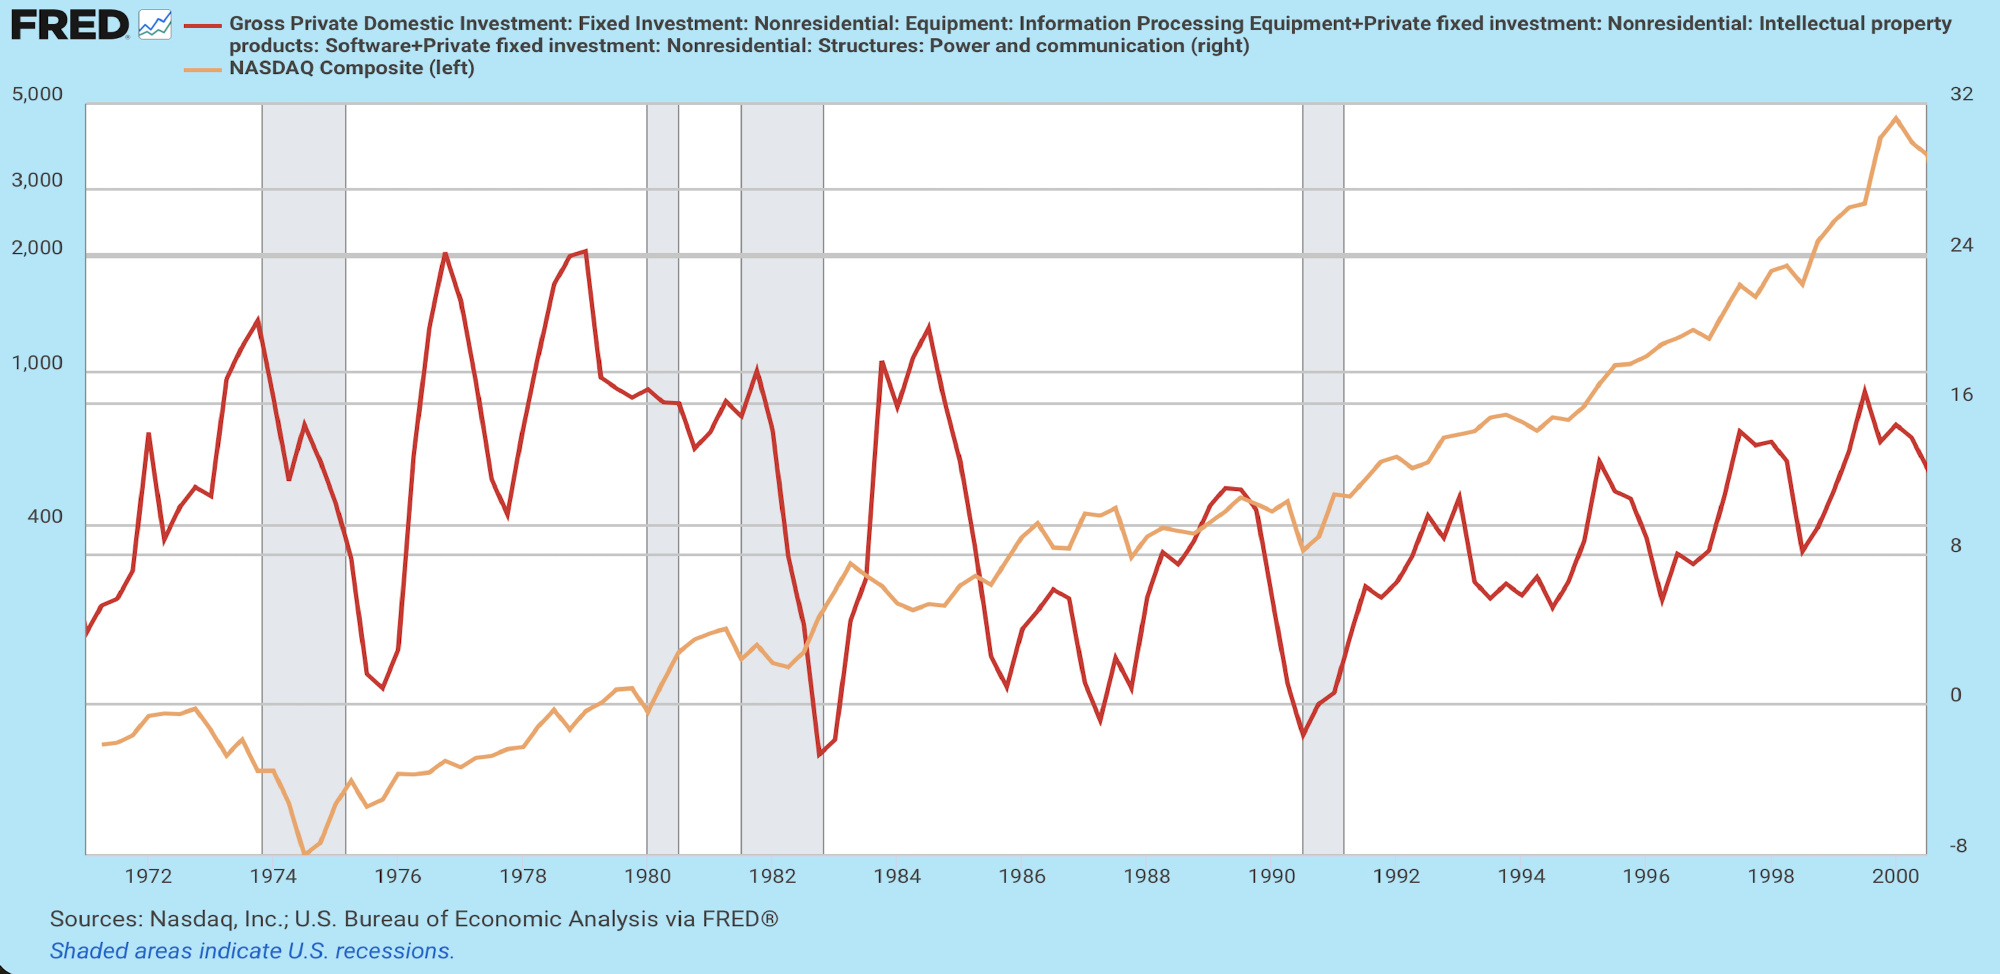 FRED
Gross Private Domestic Investment: Fixed Investment: Nonresidential: Equipment: Information Processing Equipment+Private fixed investment: Nonresidential: Intellectual property
products: Software+Private fixed investment: Nonresidential: Structures: Power and communication (right)
NASDAQ Composite (left)
5,000
3,000
2,000
1,000
400
32
24
16
8
0
-8
1972 1974 1976 1978 1980 1982 1984 1986 1988 1990 1992 1994 1996 1998 2000
Sources: Nasdaq, Inc.; U.S. Bureau of Economic Analysis via FRED®
Shaded areas indicate U.S. recessions.